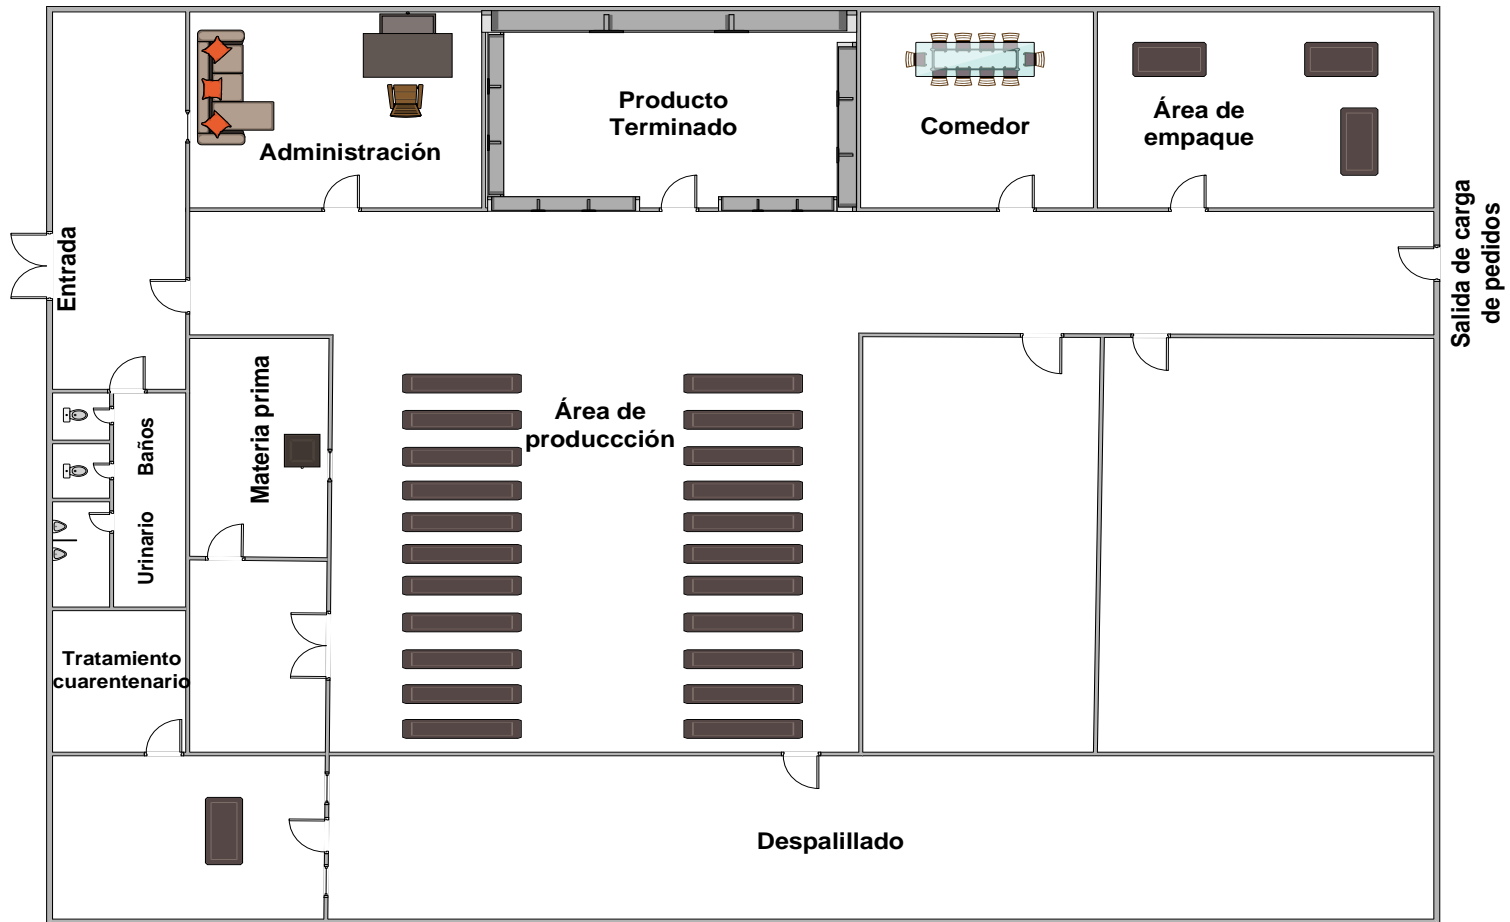 Producto
Terminado
Comedor
Área de
empaque
Administración
Entrada
Salida de carga
de pedidos
Materia prima
Baños
Urinario
Área de
produccción
Tratamiento
cuarentenario
Despalillado